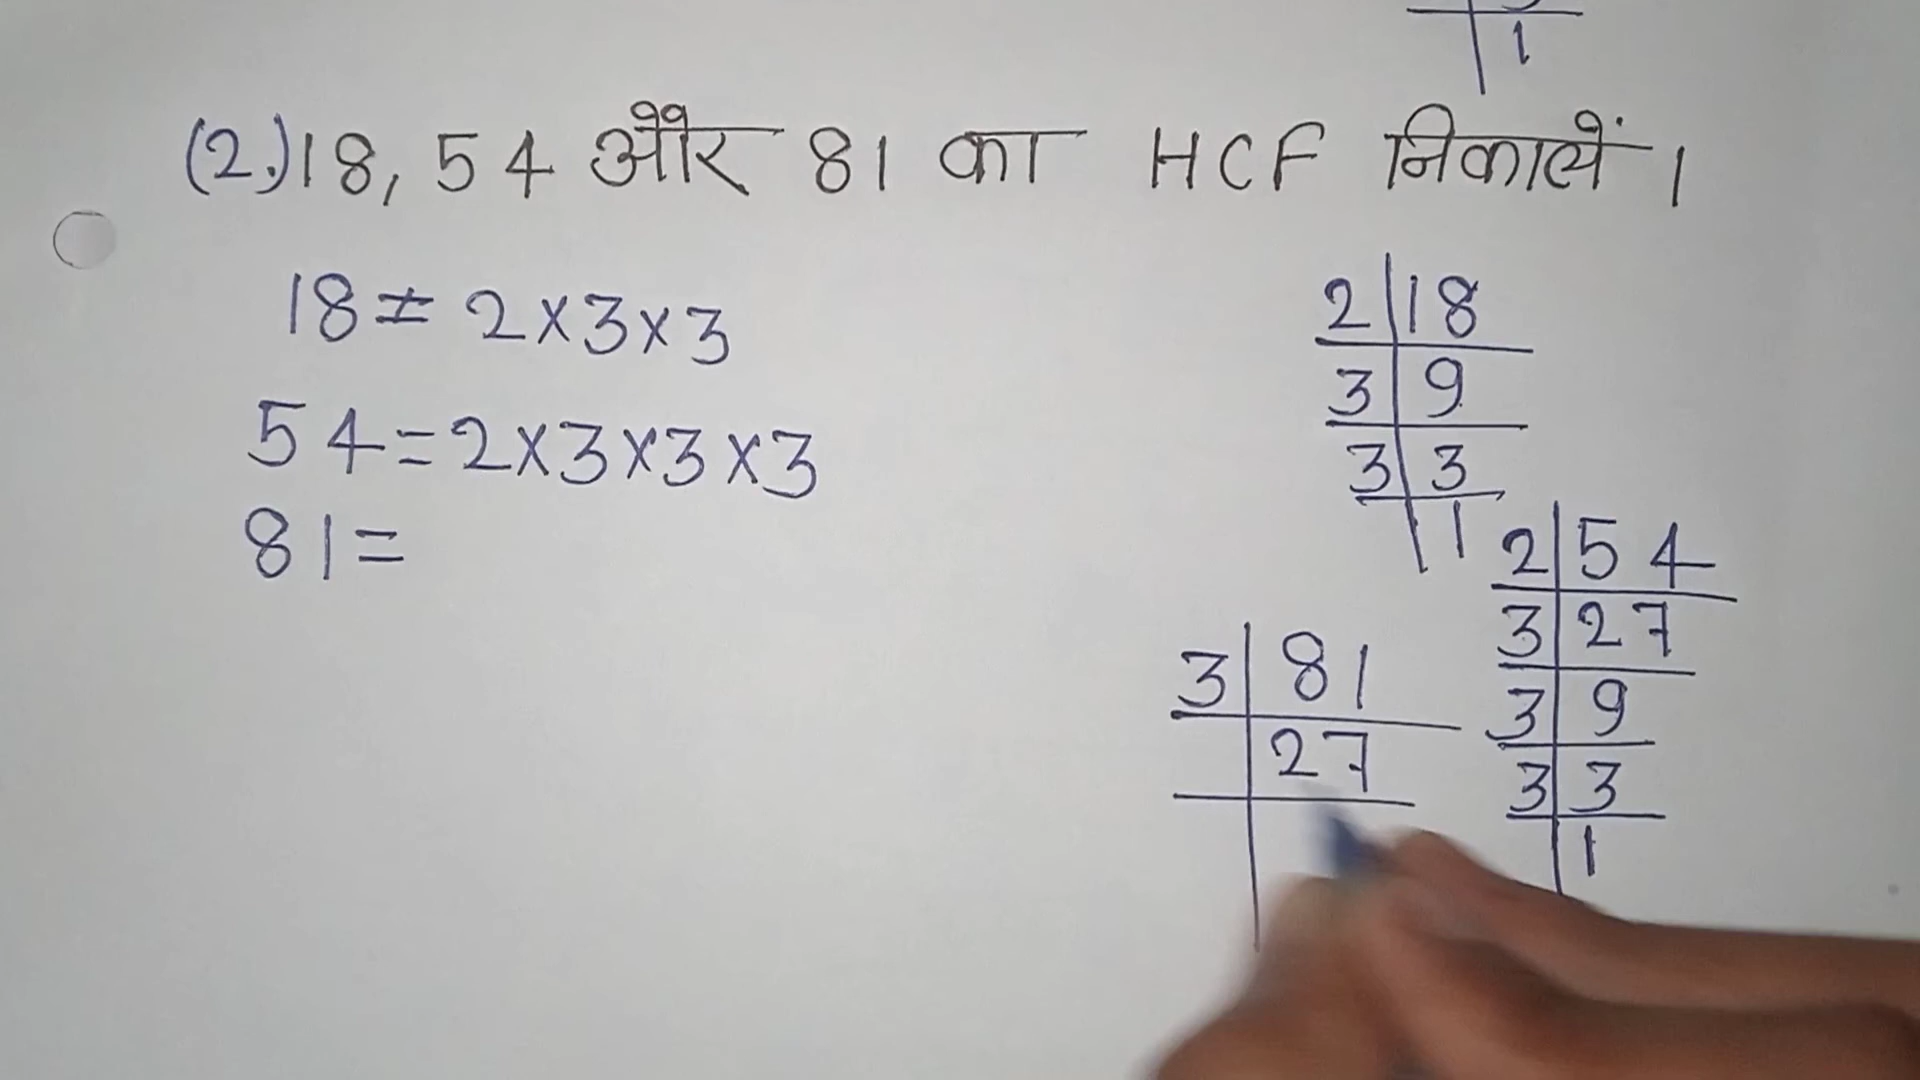 1
(2.) 18, 54 और 81 का HCF निकालें।
18 = 2×3×3
54 = 2×3×3×3
81 =
2 | 18
3 | 9
3 | 3
1
2 | 54
3 | 27
3 | 9
3 | 3
1
3 | 81
27